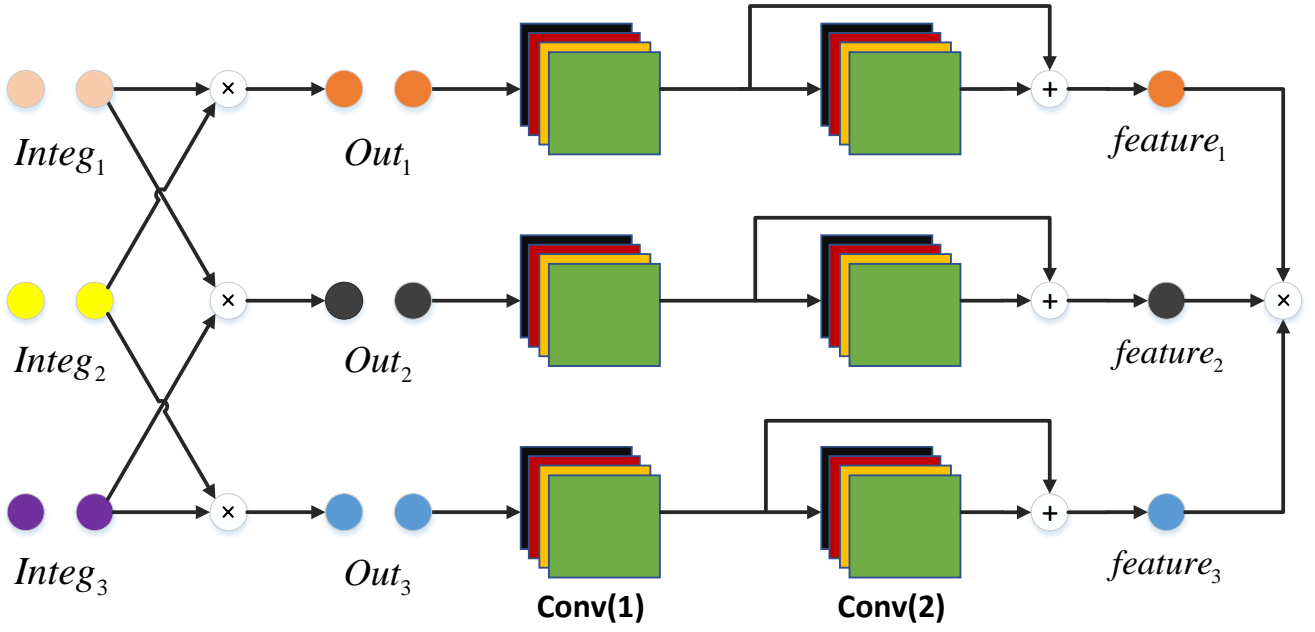 × + 
Integ₁ Out₁ feature₁
× + ×
Integ₂ Out₂ feature₂
× +
Integ₃ Out₃ feature₃
Conv(1) Conv(2)